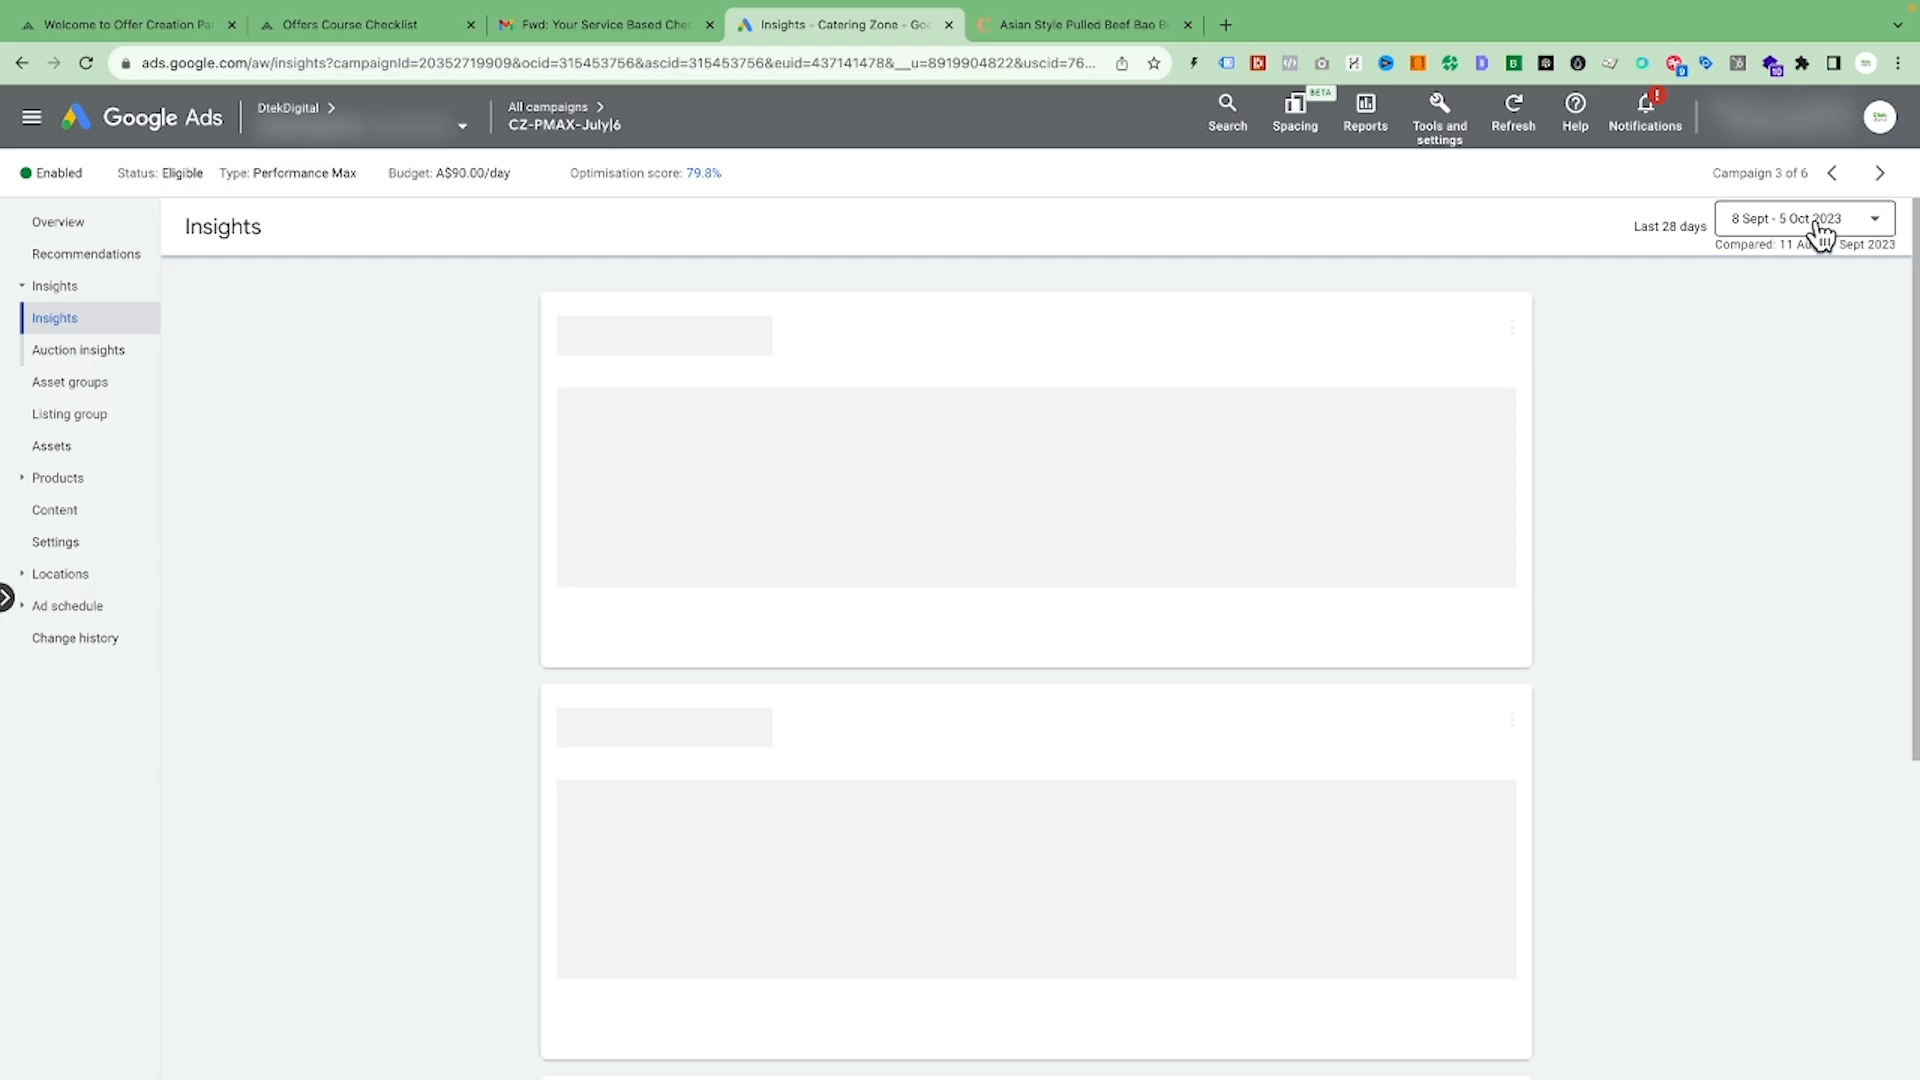 Welcome to Offer Creation Par
Offers Course Checklist
Fwd: Your Service Based Chec
Insights - Catering Zone - Goo
Asian Style Pulled Beef Bao B
ads.google.com/aw/insights?campaignId=20352719909&ocid=315453756&ascid=315453756&euid=437141478&__u=8919904822&uscid=76...
Google Ads
DtekDigital
All campaigns
CZ-PMAX-July|6
Search
BETA
Spacing
Reports
Tools and settings
Refresh
Help
Notifications
Enabled
Status: Eligible
Type: Performance Max
Budget: A$90.00/day
Optimisation score: 79.8%
Campaign 3 of 6
Overview
Recommendations
Insights
Insights
Auction insights
Asset groups
Listing group
Assets
Products
Content
Settings
Locations
Ad schedule
Change history
Insights
Last 28 days
8 Sept - 5 Oct 2023
Compared: 11 Au Sept 2023